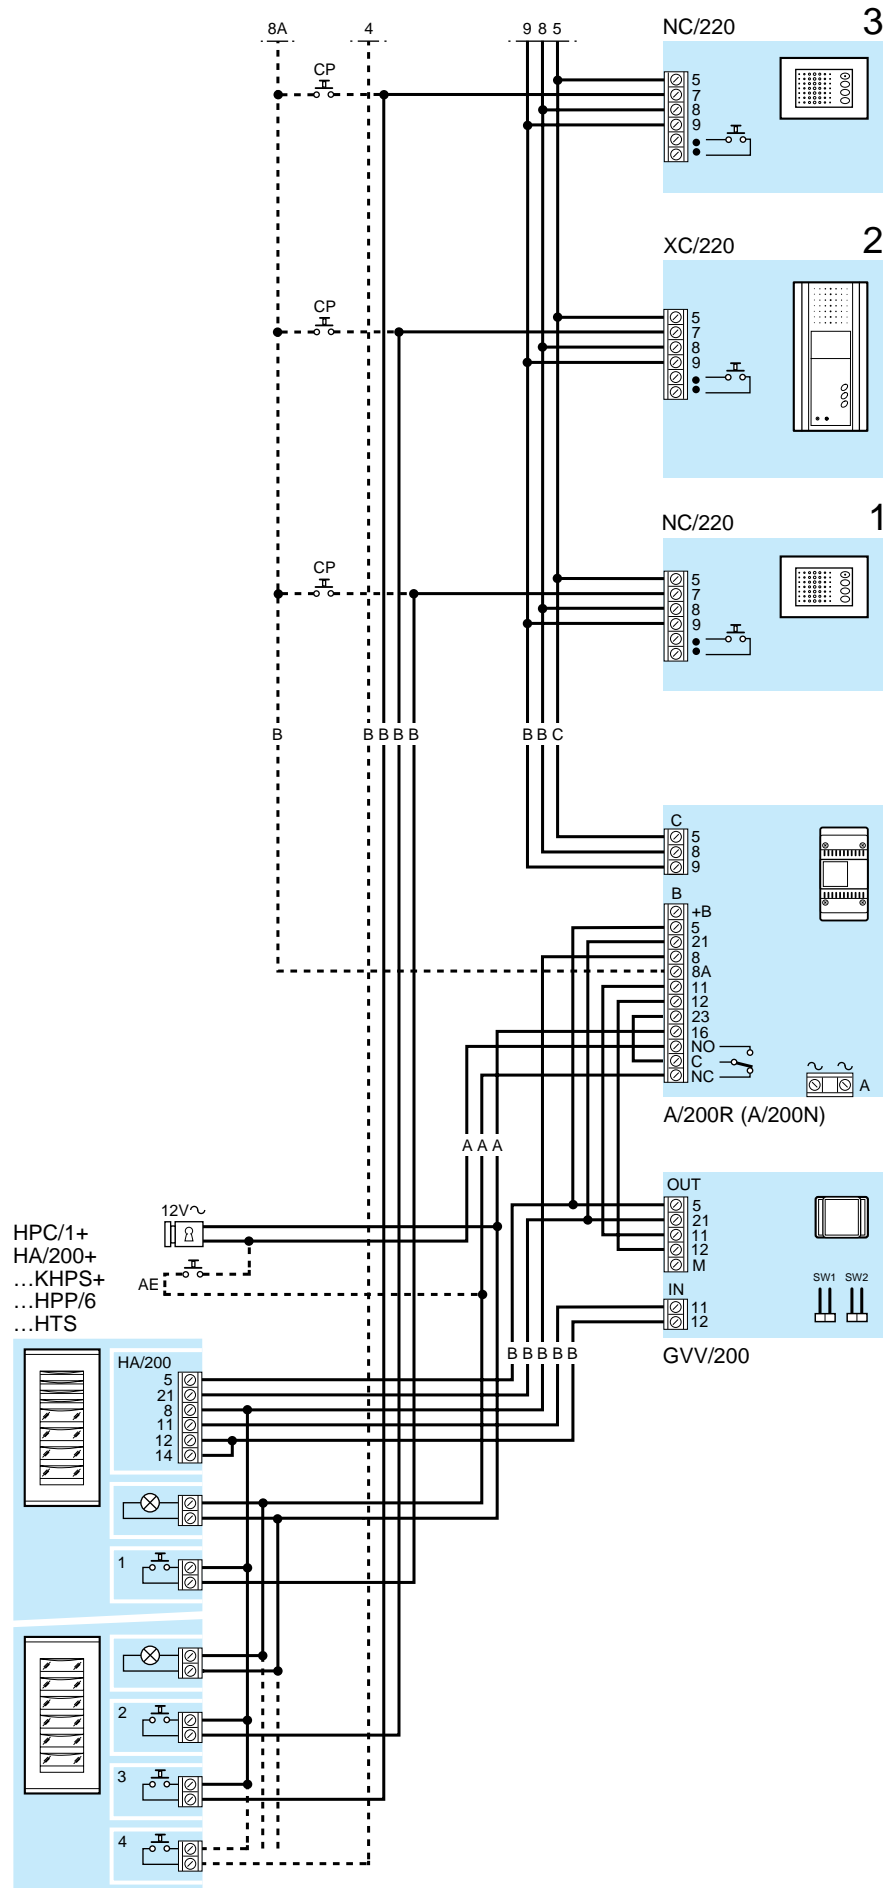 8A 4 9 8 5 NC/220 3
CP
5
7
8
9
XC/220 2
CP
5
7
8
9
NC/220 1
CP
5
7
8
9
B B B B B B B C
C
5
8
9
B
+B
5
21
8
8A
11
12
23
16
NO
C
NC
A
A/200R (A/200N)
A A A
OUT
5
21
11
12
M
SW1 SW2
IN
11
12
GVV/200
12V~
AE
HPC/1+
HA/200+
...KHPS+
...HPP/6
...HTS
B B B B B
HA/200
5
21
8
11
12
14
1
2
3
4